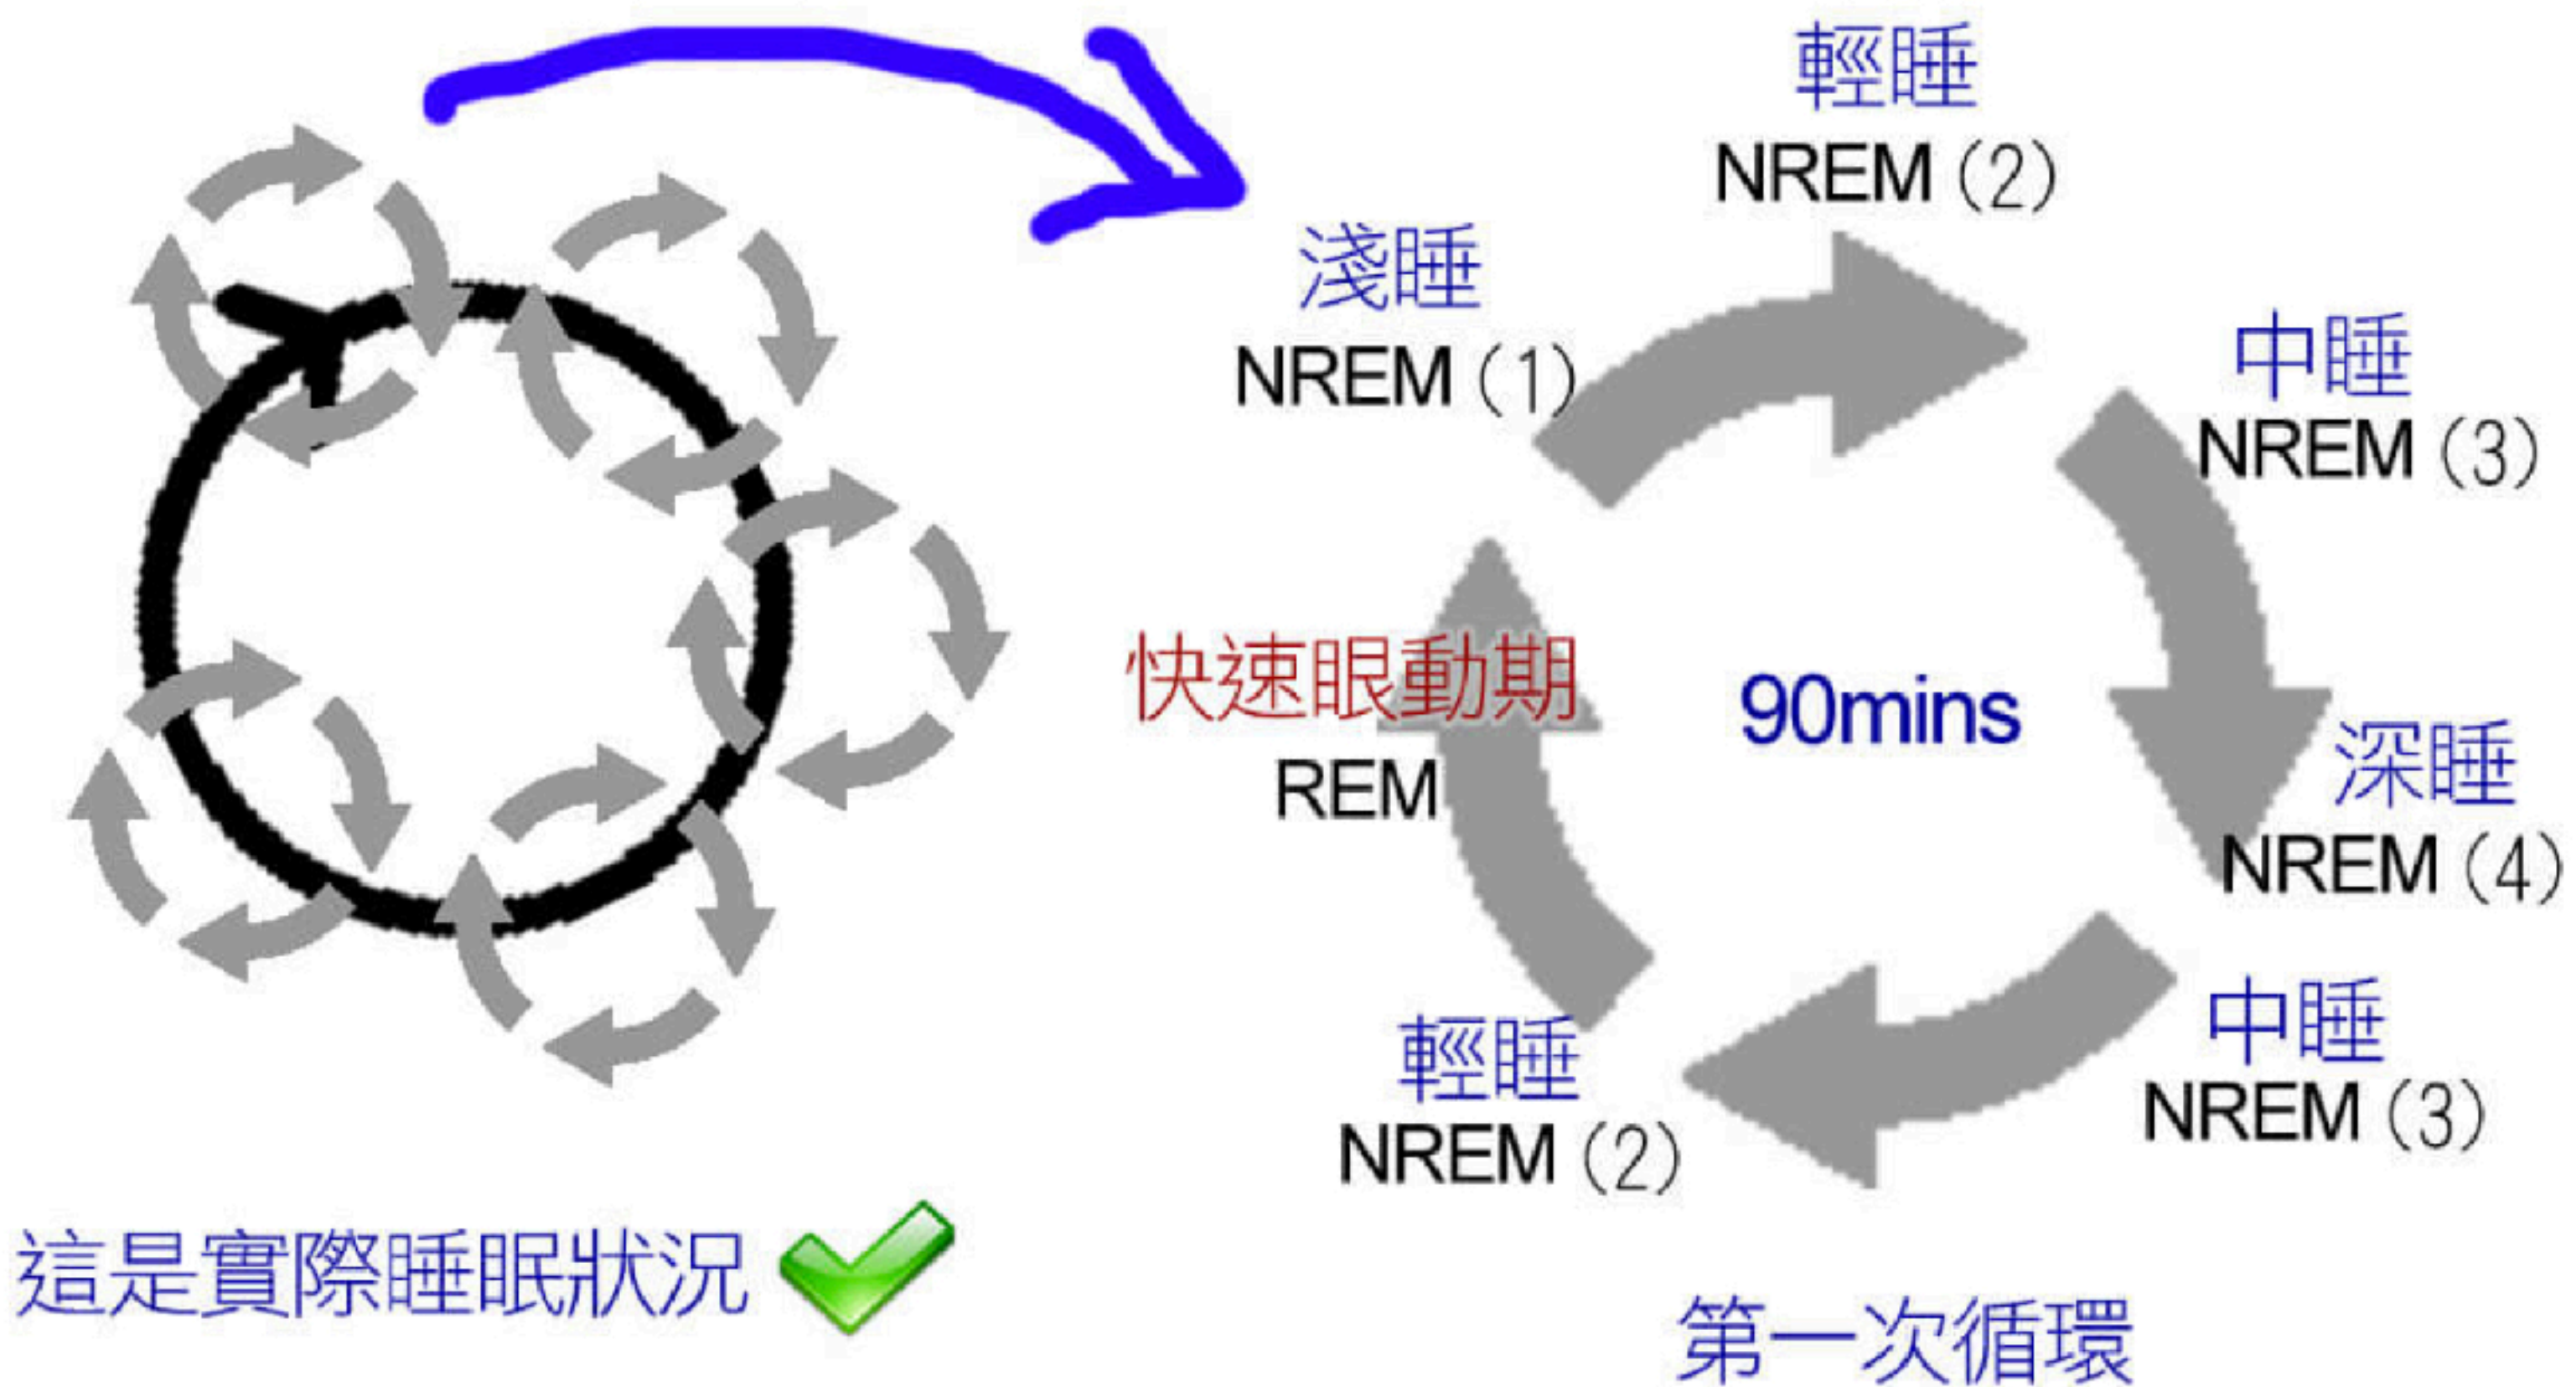 輕睡
NREM (2)
淺睡
NREM (1)
中睡
NREM (3)
快速眼動期
REM
90mins
深睡
NREM (4)
輕睡
NREM (2)
中睡
NREM (3)
這是實際睡眠狀況
第一次循環